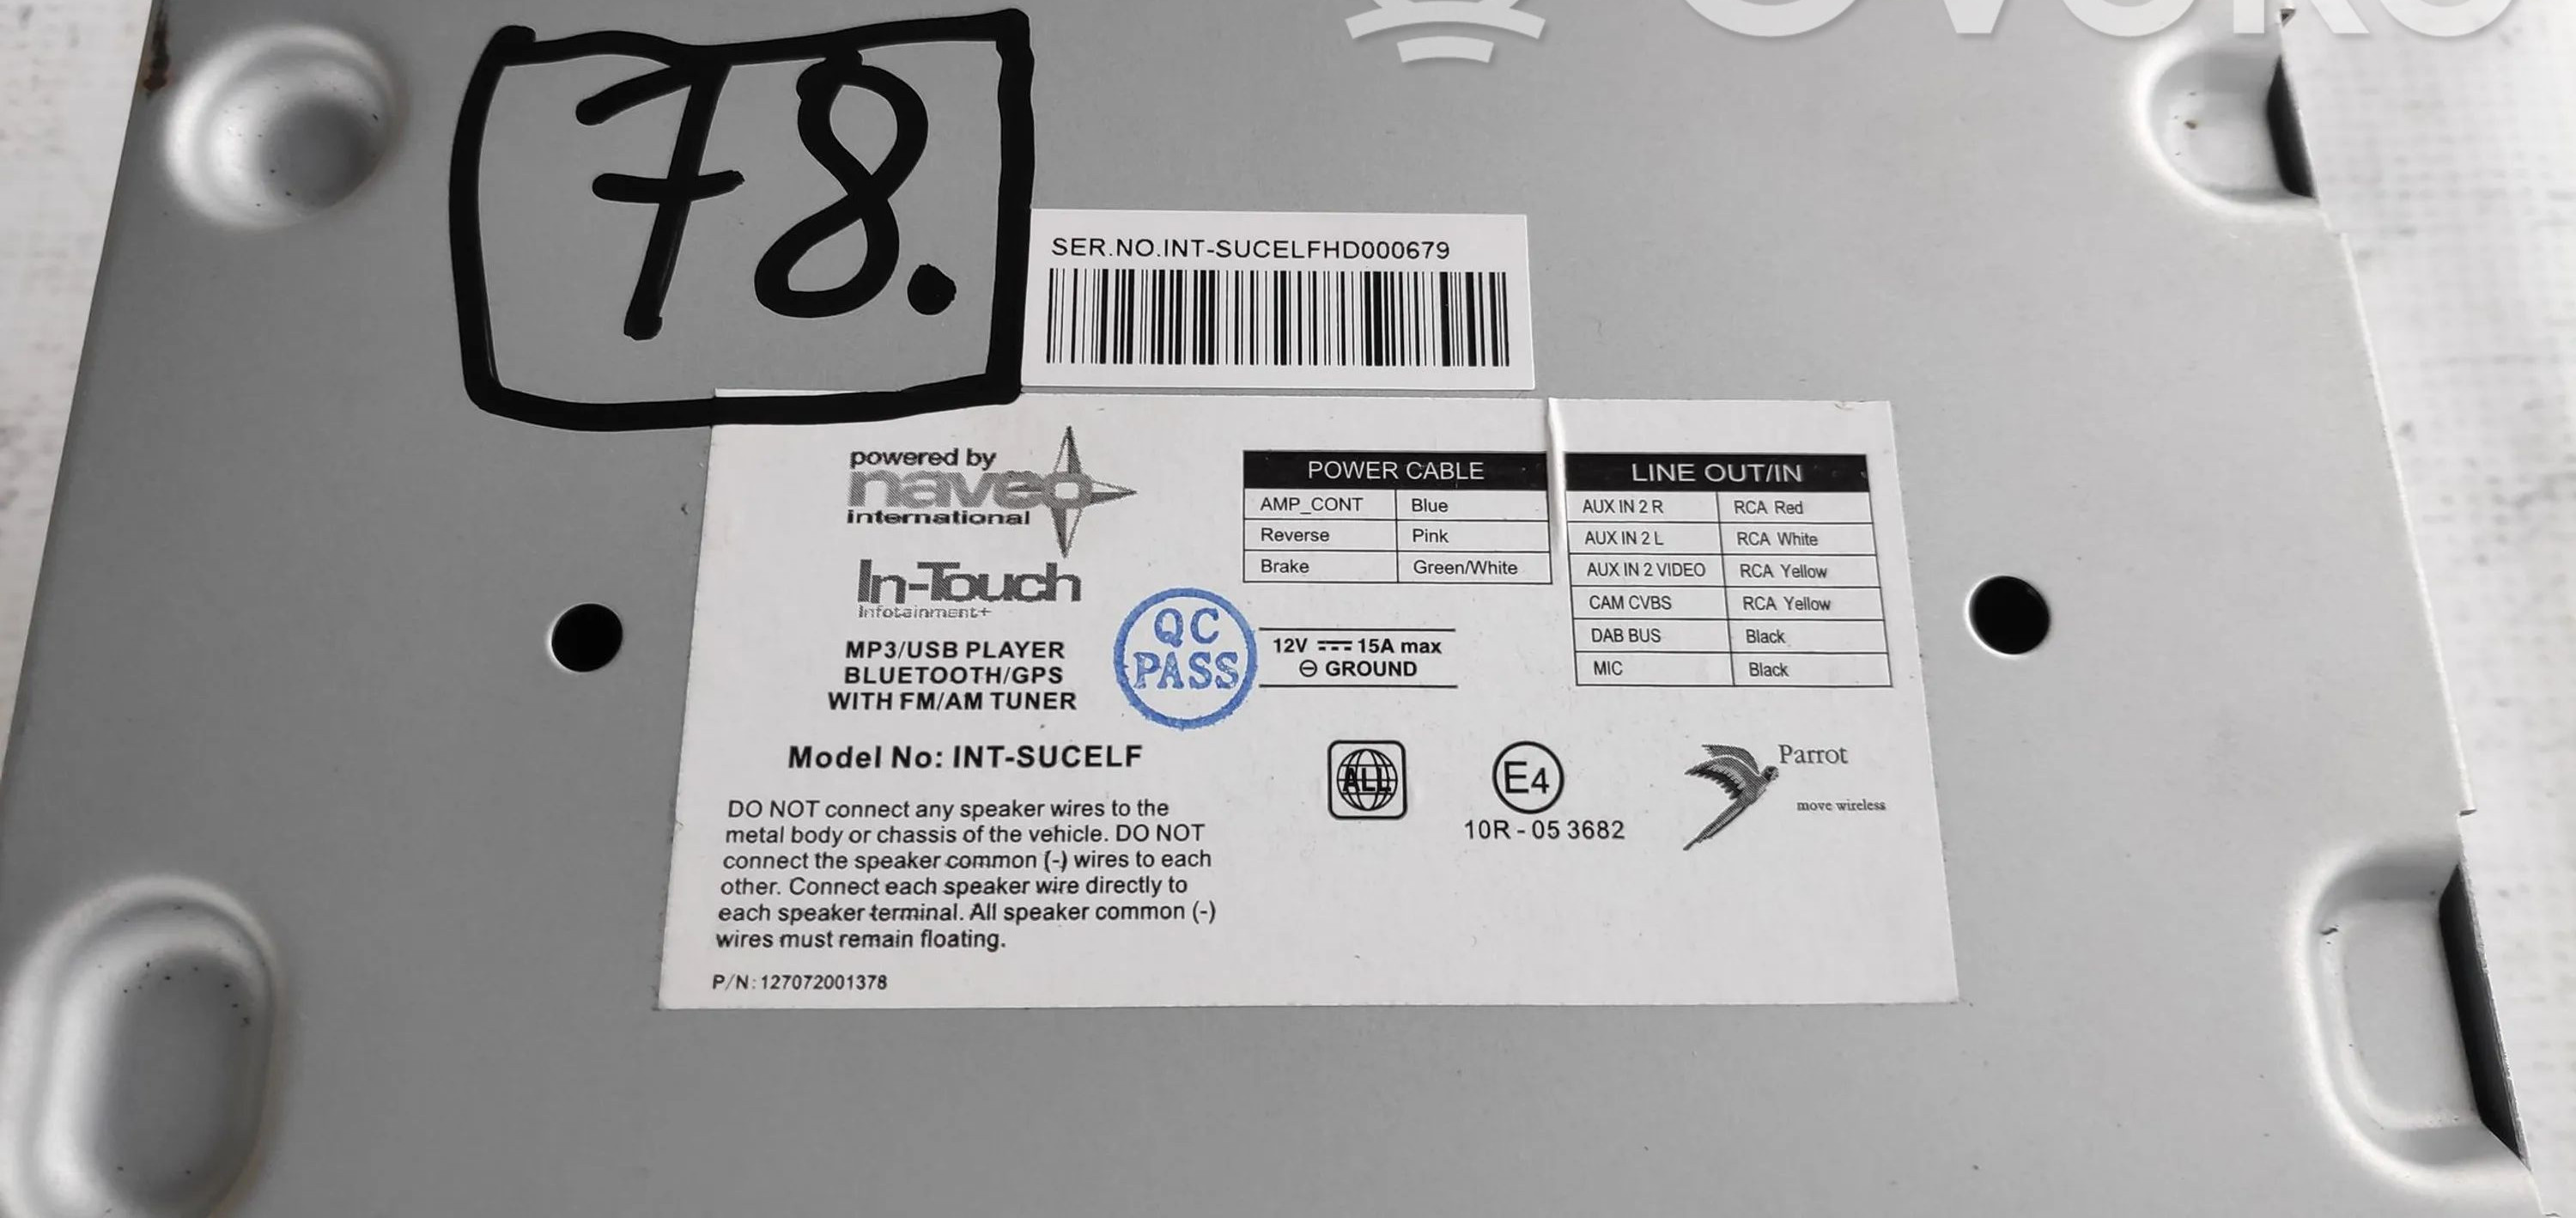 78.
SER.NO.INT-SUCELFHD000679
powered by
naveo
international
In-Touch
Infotainment+
MP3/USB PLAYER
BLUETOOTH/GPS
WITH FM/AM TUNER
Model No: INT-SUCELF
DO NOT connect any speaker wires to the
metal body or chassis of the vehicle. DO NOT
connect the speaker common (-) wires to each
other. Connect each speaker wire directly to
each speaker terminal. All speaker common (-)
wires must remain floating.
P/N:127072001378
QC
PASS
POWER CABLE
AMP_CONT Blue
Reverse Pink
Brake Green/White
12V 15A max
⊖ GROUND
LINE OUT/IN
AUX IN 2 R RCA Red
AUX IN 2 L RCA White
AUX IN 2 VIDEO RCA Yellow
CAM CVBS RCA Yellow
DAB BUS Black
MIC Black
ALL
E4
10R - 05 3682
Parrot
move wireless